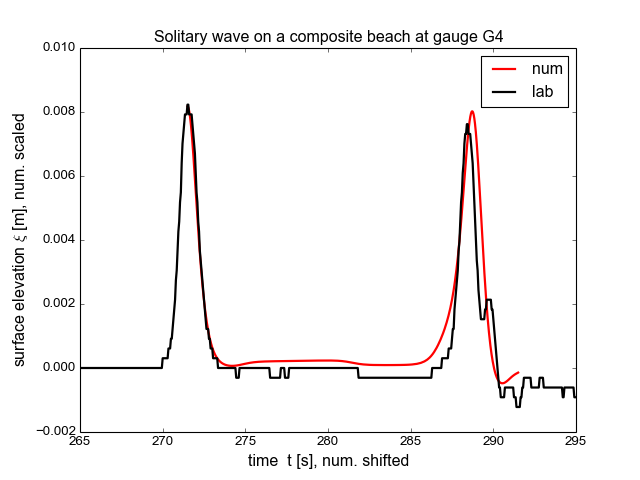 Solitary wave on a composite beach at gauge G4
0.010
0.008
0.006
0.004
0.002
0.000
−0.002
surface elevation ξ [m], num. scaled
num
lab
265 270 275 280 285 290 295
time t [s], num. shifted